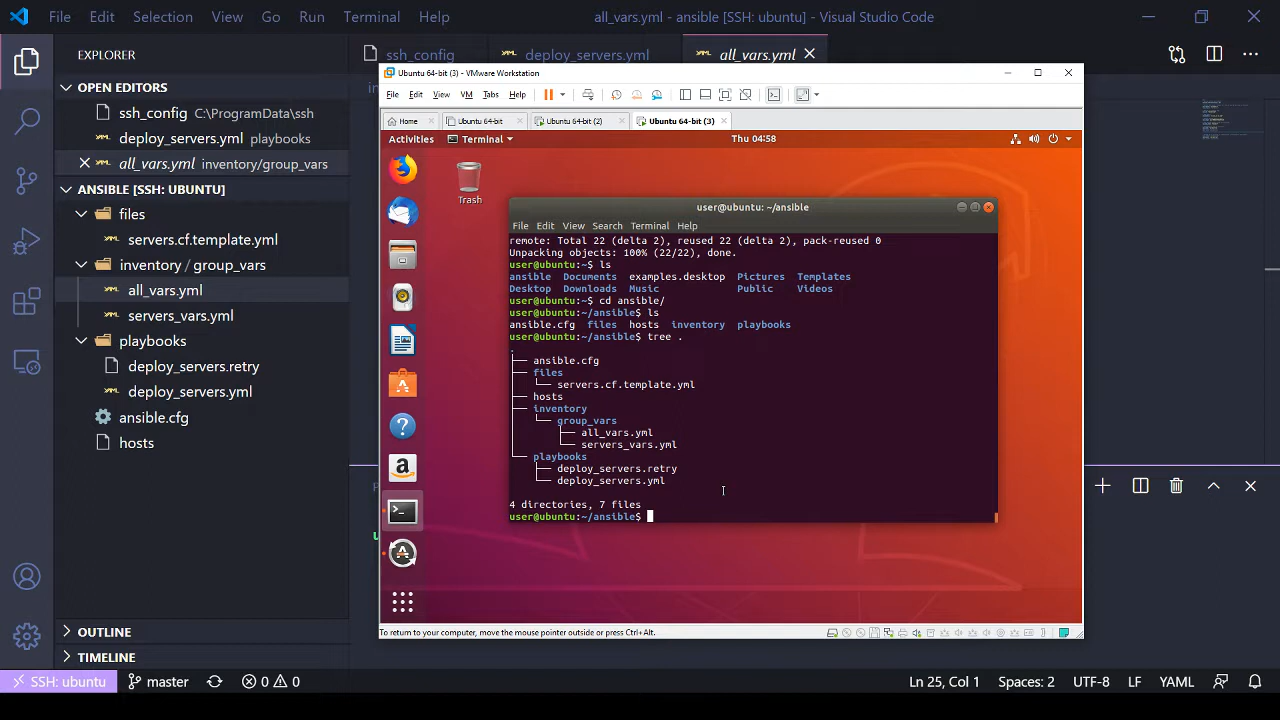 File Edit Selection View Go Run Terminal Help all_vars.yml - ansible [SSH: ubuntu] - Visual Studio Code
EXPLORER
OPEN EDITORS
ssh_config C:\ProgramData\ssh
deploy_servers.yml playbooks
all_vars.yml inventory/group_vars
ANSIBLE [SSH: UBUNTU]
files
servers.cf.template.yml
inventory / group_vars
all_vars.yml
servers_vars.yml
playbooks
deploy_servers.retry
deploy_servers.yml
ansible.cfg
hosts
OUTLINE
TIMELINE
ssh_config deploy_servers.yml all_vars.yml
Ubuntu 64-bit (3) - VMware Workstation
File Edit View VM Tabs Help
Home Ubuntu 64-bit Ubuntu 64-bit (2) Ubuntu 64-bit (3)
Activities Terminal Thu 04:58
Trash
user@ubuntu: ~/ansible
File Edit View Search Terminal Help
remote: Total 22 (delta 2), reused 22 (delta 2), pack-reused 0
Unpacking objects: 100% (22/22), done.
user@ubuntu:~$ ls
ansible Documents examples.desktop Pictures Templates
Desktop Downloads Music Public Videos
user@ubuntu:~$ cd ansible/
user@ubuntu:~/ansible$ ls
ansible.cfg files hosts inventory playbooks
user@ubuntu:~/ansible$ tree .
.
├── ansible.cfg
├── files
│   └── servers.cf.template.yml
├── hosts
├── inventory
│   └── group_vars
│       ├── all_vars.yml
│       └── servers_vars.yml
└── playbooks
    ├── deploy_servers.retry
    └── deploy_servers.yml
4 directories, 7 files
user@ubuntu:~/ansible$
To return to your computer, move the mouse pointer outside or press Ctrl+Alt.
SSH: ubuntu master 0 0 Ln 25, Col 1 Spaces: 2 UTF-8 LF YAML